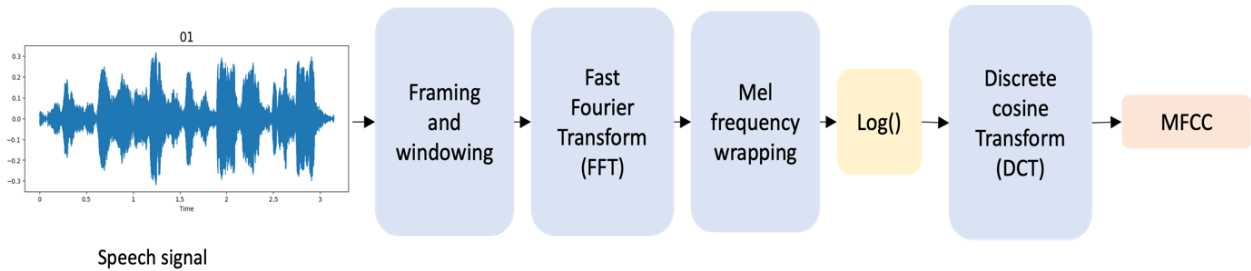 01
0.3
0.2
0.1
0.0
−0.1
−0.2
−0.3
0 0.5 1 1.5 2 2.5 3
Time
Speech signal
Framing
and
windowing
Fast
Fourier
Transform
(FFT)
Mel
frequency
wrapping
Log()
Discrete
cosine
Transform
(DCT)
MFCC